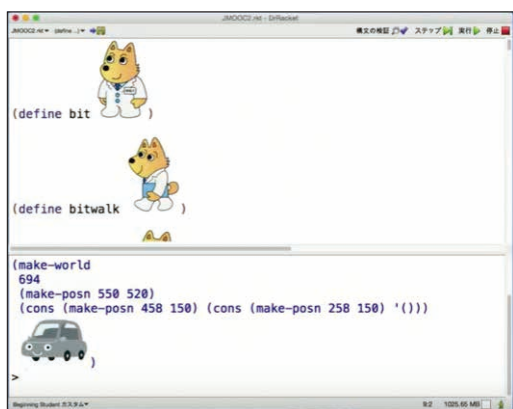 JMOOC2.rkt - DrRacket
JMOOC2.rkt▼ (define ...)▼
構文の検証 ステップ 実行 停止
(define bit )
(define bitwalk )
(make-world
694
(make-posn 550 520)
(cons (make-posn 458 150) (cons (make-posn 258 150) '()))
)
>
Beginning Student カスタム▼ 9:2 1025.65 MB